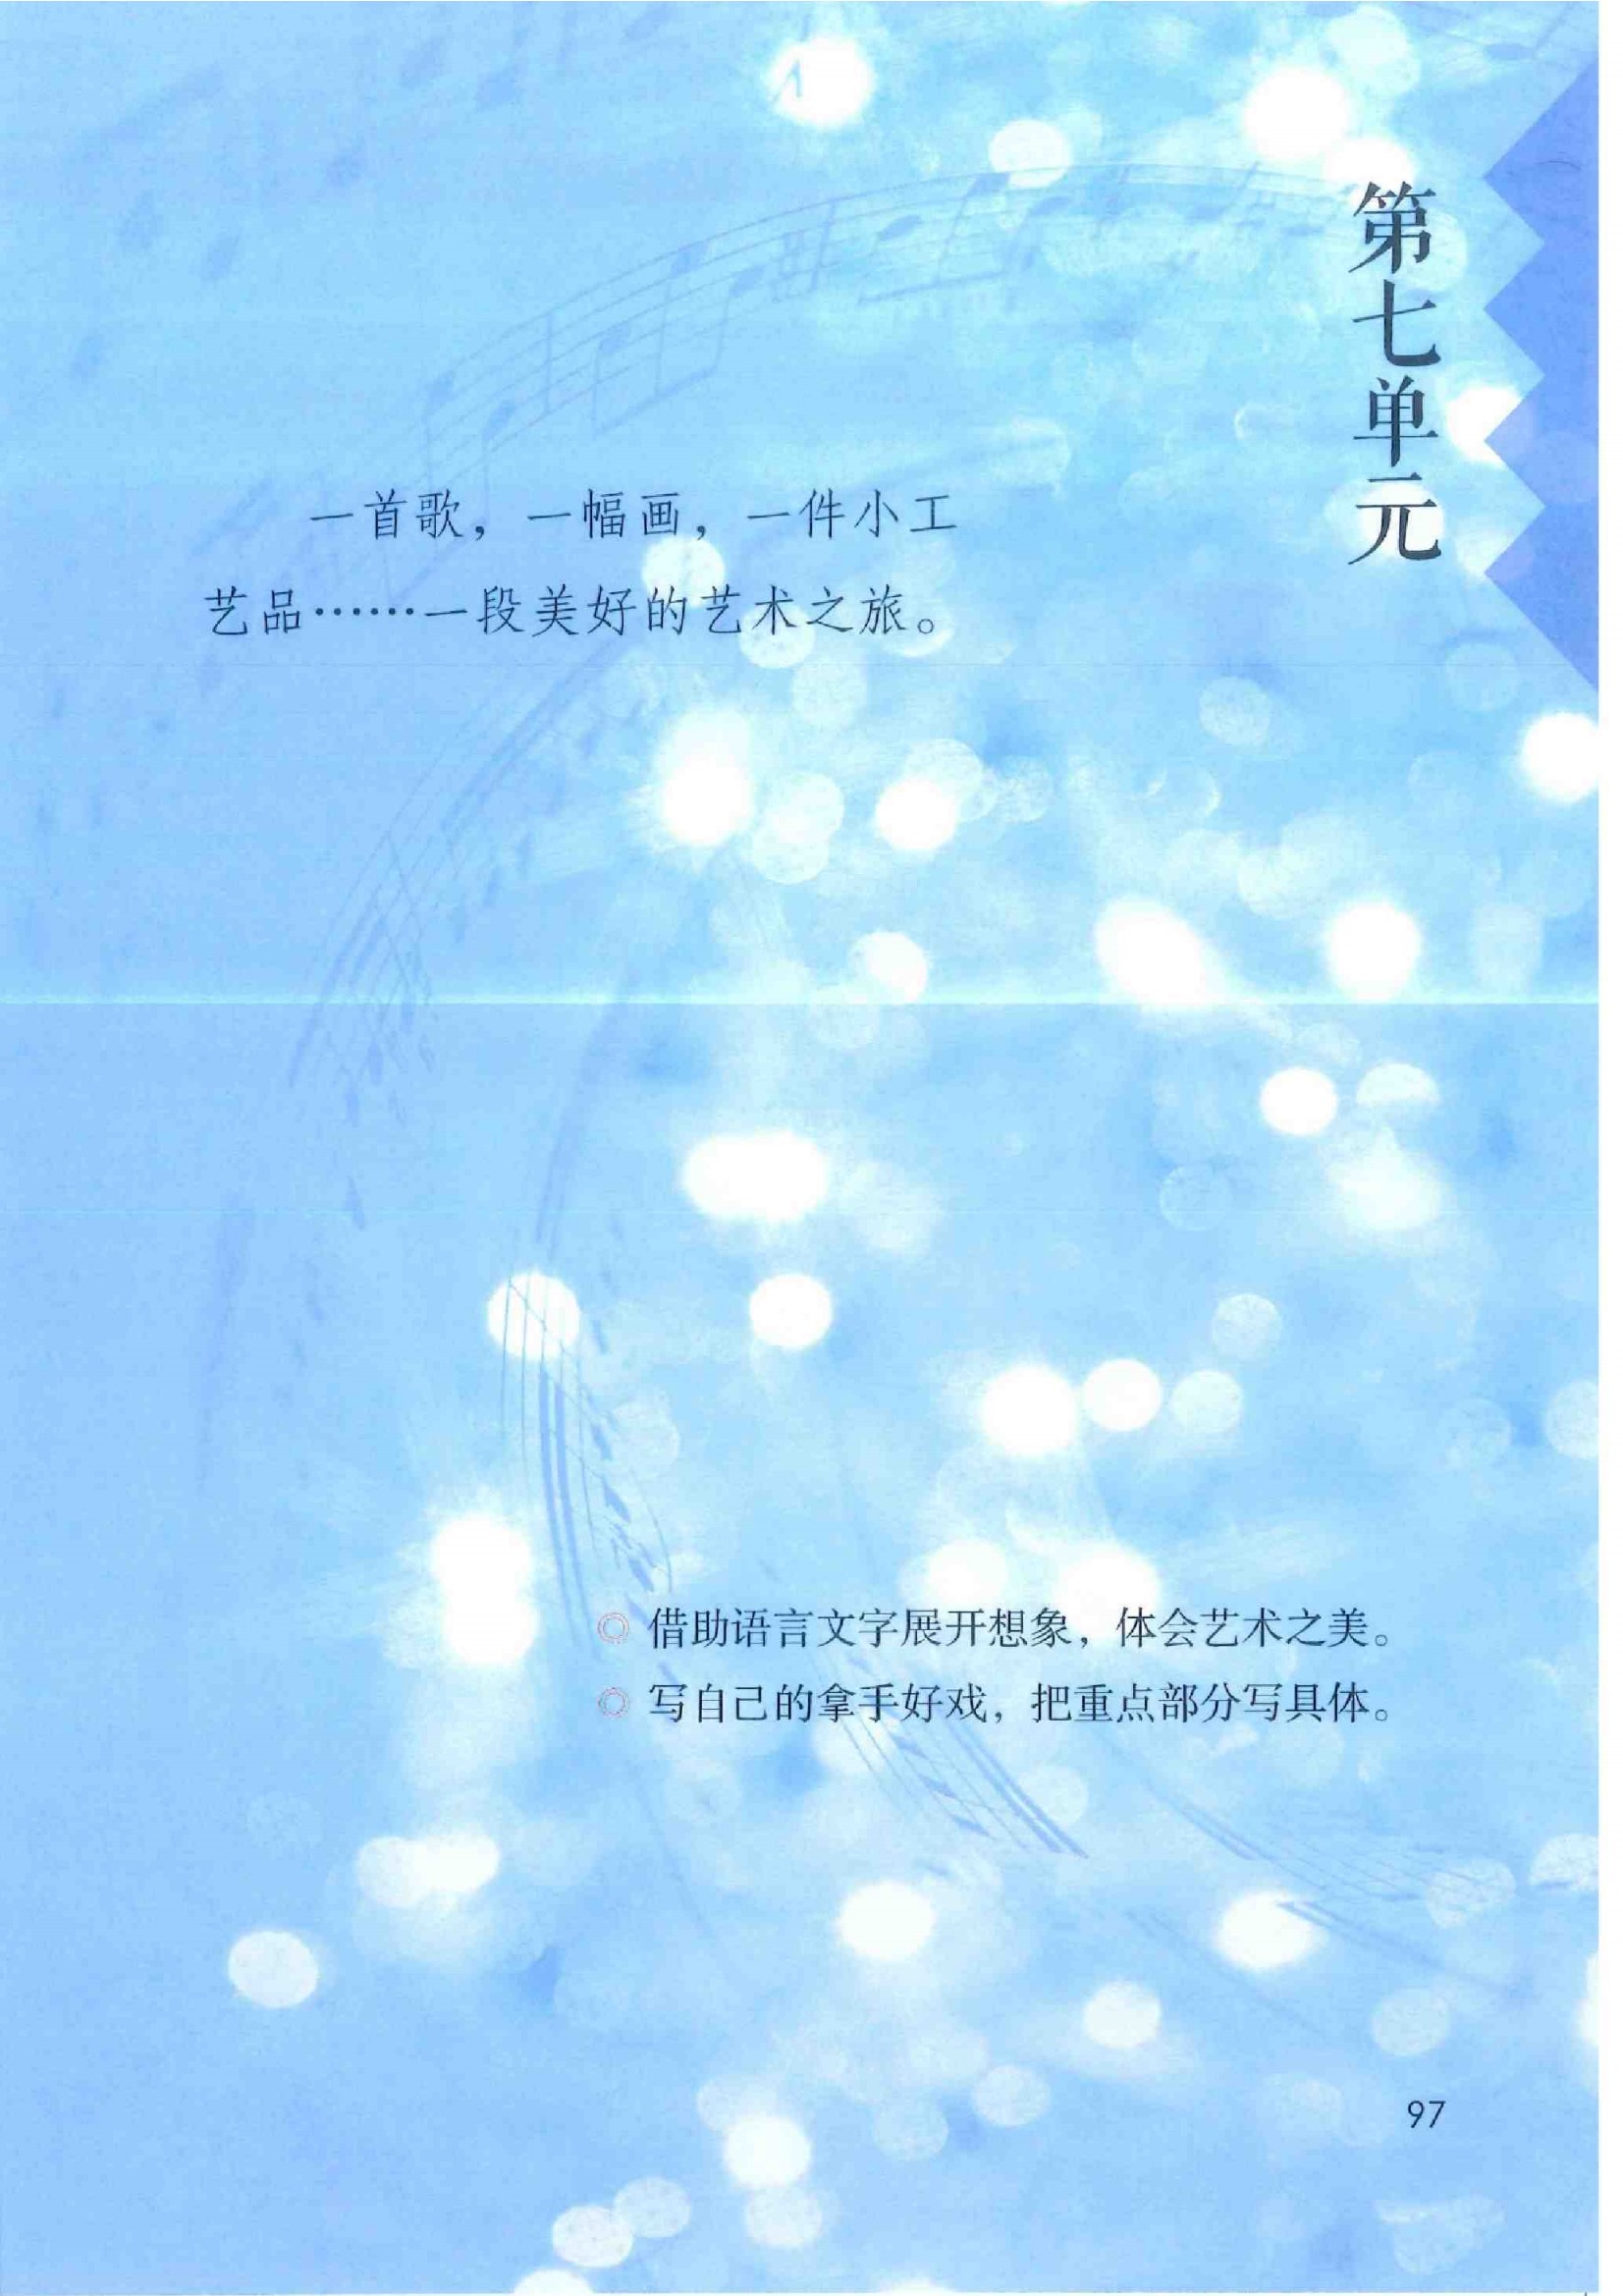 第七单元
一首�，一幅画，一件小工
艺品……一段美好的艺术之旅。
◎ 借助语言文字展开想象，体会艺术之美。
◎ 写自己的拿手好戏，把重点部分写具体。
97